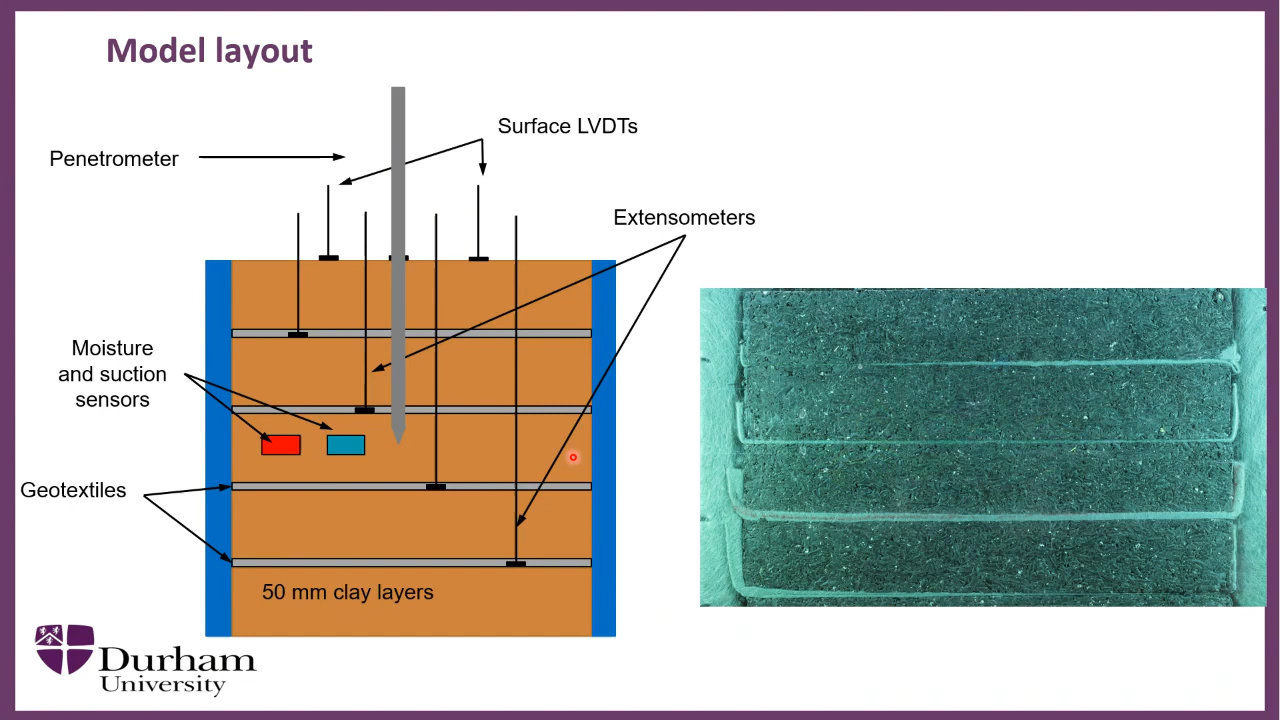 Model layout
Surface LVDTs
Penetrometer
Extensometers
Moisture
and suction
sensors
Geotextiles
50 mm clay layers
Durham
University